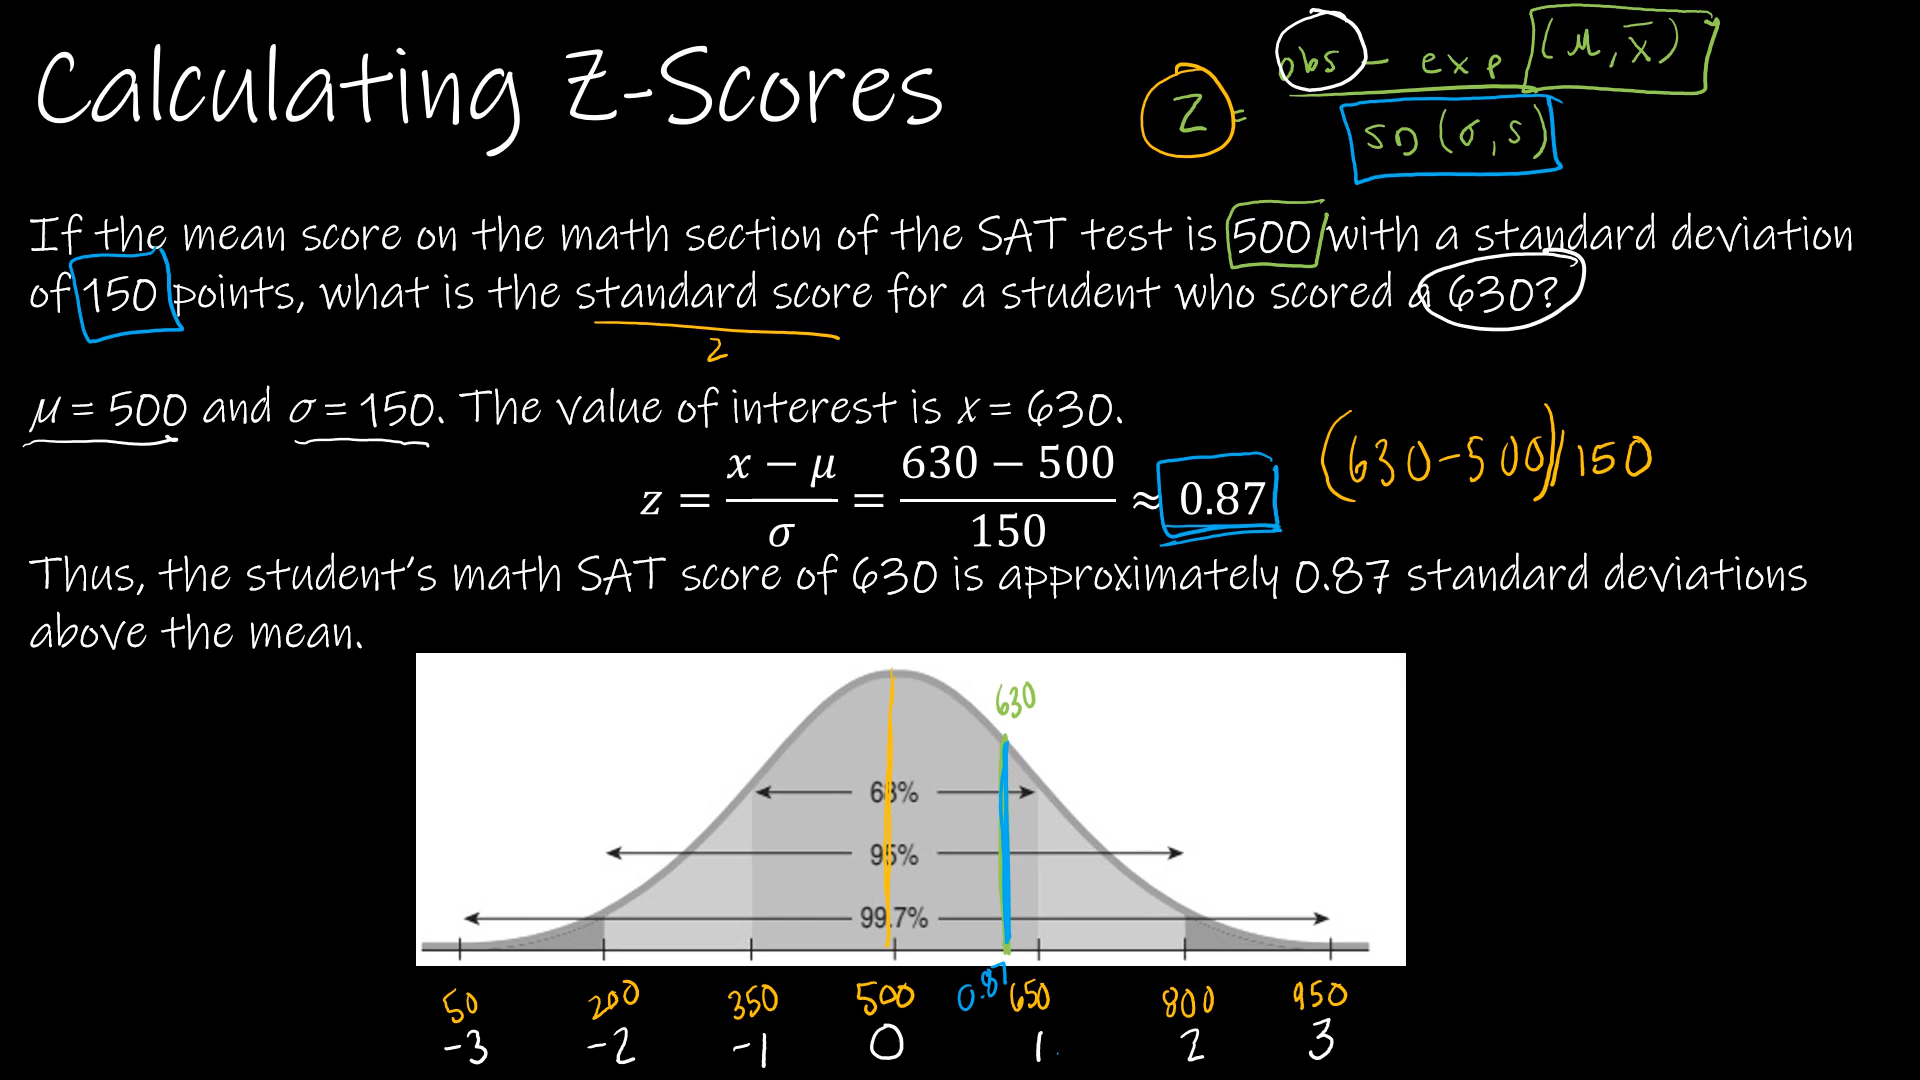 Calculating Z-Scores
Z = obs - exp (μ, x̄)
SD (σ, s)
If the mean score on the math section of the SAT test is 500 with a standard deviation
of 150 points, what is the standard score for a student who scored a 630?
z
μ = 500 and σ = 150. The value of interest is x = 630.
z = x − μ / σ = 630 − 500 / 150 ≈ 0.87
(630-500)/150
Thus, the student's math SAT score of 630 is approximately 0.87 standard deviations
above the mean.
630
68%
95%
99.7%
50 200 350 500 0.87 650 800 950
-3 -2 -1 0 1 2 3